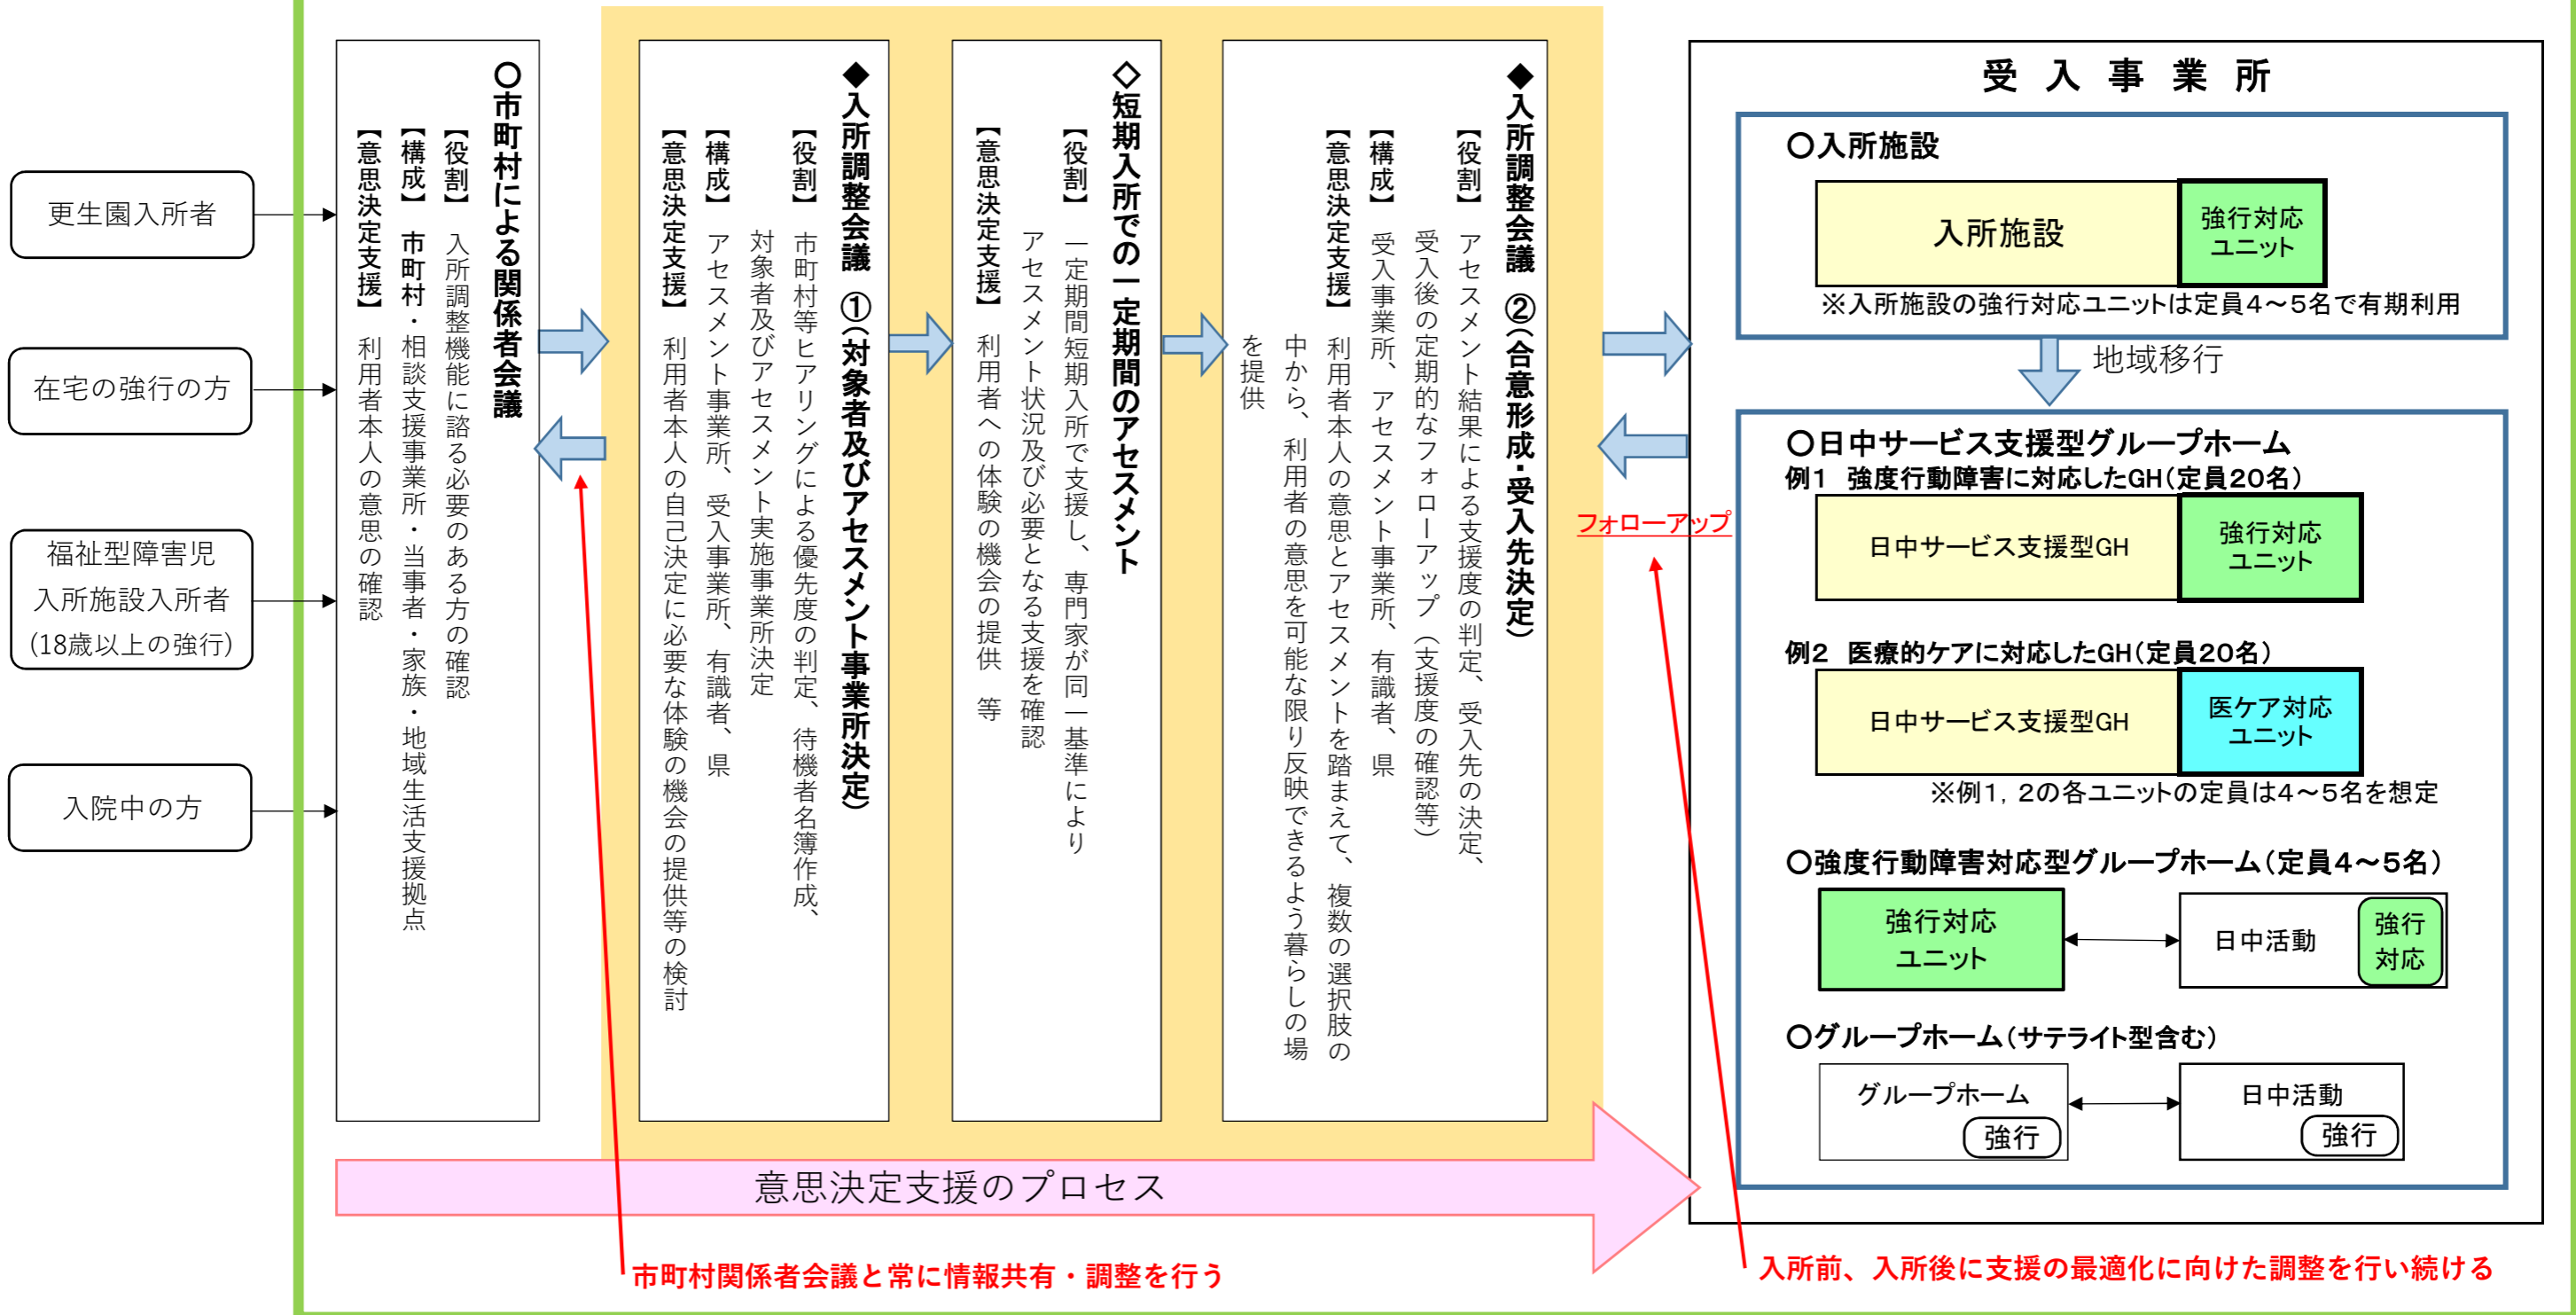 更生園入所者
在宅の強行の方
福祉型障害児
入所施設入所者
(18歳以上の強行)
入院中の方
○市町村による関係者会議
【役割】　入所調整機能に諮る必要のある方の確認
【構成】　市町村・相談支援事業所・当事者・家族・地域生活支援拠点
【意思決定支援】　利用者本人の意思の確認
◆入所調整会議　①（対象者及びアセスメント事業所決定）
【役割】　市町村等ヒアリングによる優先度の判定、待機者名簿作成、
対象者及びアセスメント実施事業所決定
【構成】　アセスメント事業所、受入事業所、有識者、県
【意思決定支援】　利用者本人の自己決定に必要な体験の機会の提供等の検討
◇短期入所での一定期間のアセスメント
【役割】　一定期間短期入所で支援し、専門家が同一基準により
アセスメント状況及び必要となる支援を確認
【意思決定支援】　利用者への体験の機会の提供　等
◆入所調整会議　②（合意形成・受入先決定）
【役割】　アセスメント結果による支援度の判定、受入先の決定、
受入後の定期的なフォローアップ（支援度の確認等）
【構成】　受入事業所、アセスメント事業所、有識者、県
【意思決定支援】　利用者本人の意思とアセスメントを踏まえて、複数の選択肢の
中から、利用者の意思を可能な限り反映できるよう暮らしの場
を提供
フォローアップ
意思決定支援のプロセス
市町村関係者会議と常に情報共有・調整を行う
受入事業所
○入所施設
入所施設
強行対応
ユニット
※入所施設の強行対応ユニットは定員４～５名で有期利用
地域移行
○日中サービス支援型グループホーム
例１　強度行動障害に対応したGH（定員２０名）
日中サービス支援型GH
強行対応
ユニット
例２　医療的ケアに対応したGH（定員２０名）
日中サービス支援型GH
医ケア対応
ユニット
※例１，２の各ユニットの定員は４～５名を想定
○強度行動障害対応型グループホーム（定員４～５名）
強行対応
ユニット
日中活動
強行
対応
○グループホーム（サテライト型含む）
グループホーム
強行
日中活動
強行
入所前、入所後に支援の最適化に向けた調整を行い続ける